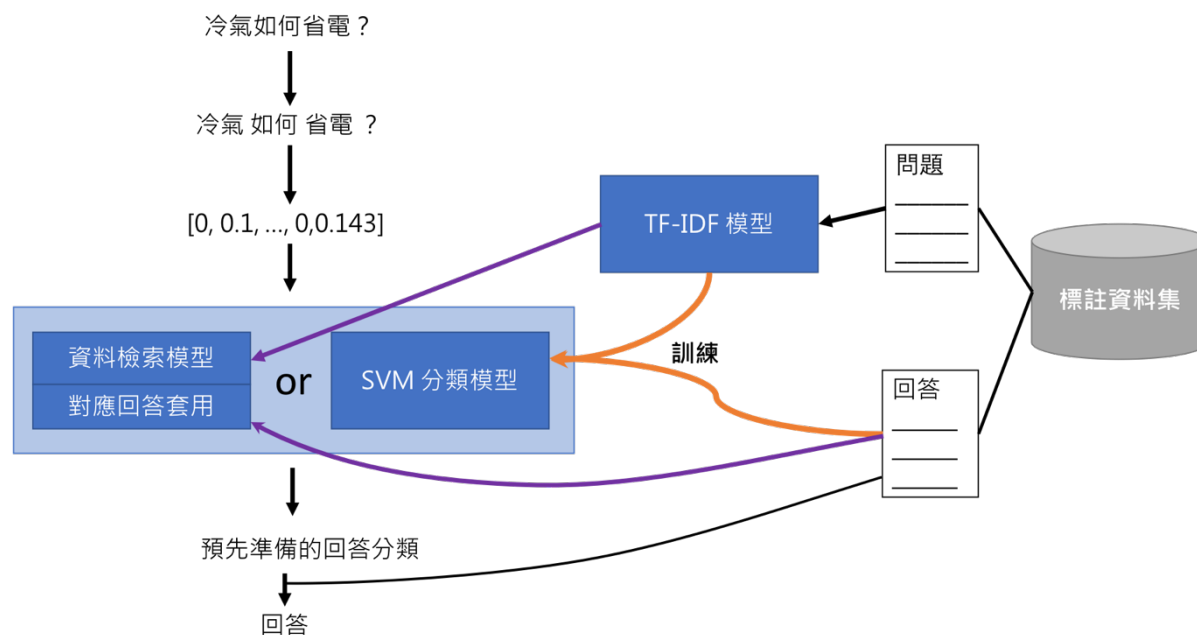 冷氣如何省電？
冷氣 如何 省電 ？
[0, 0.1, ..., 0,0.143]
問題
TF-IDF 模型
標註資料集
資料檢索模型
對應回答套用
or
SVM 分類模型
訓練
回答
預先準備的回答分類
回答